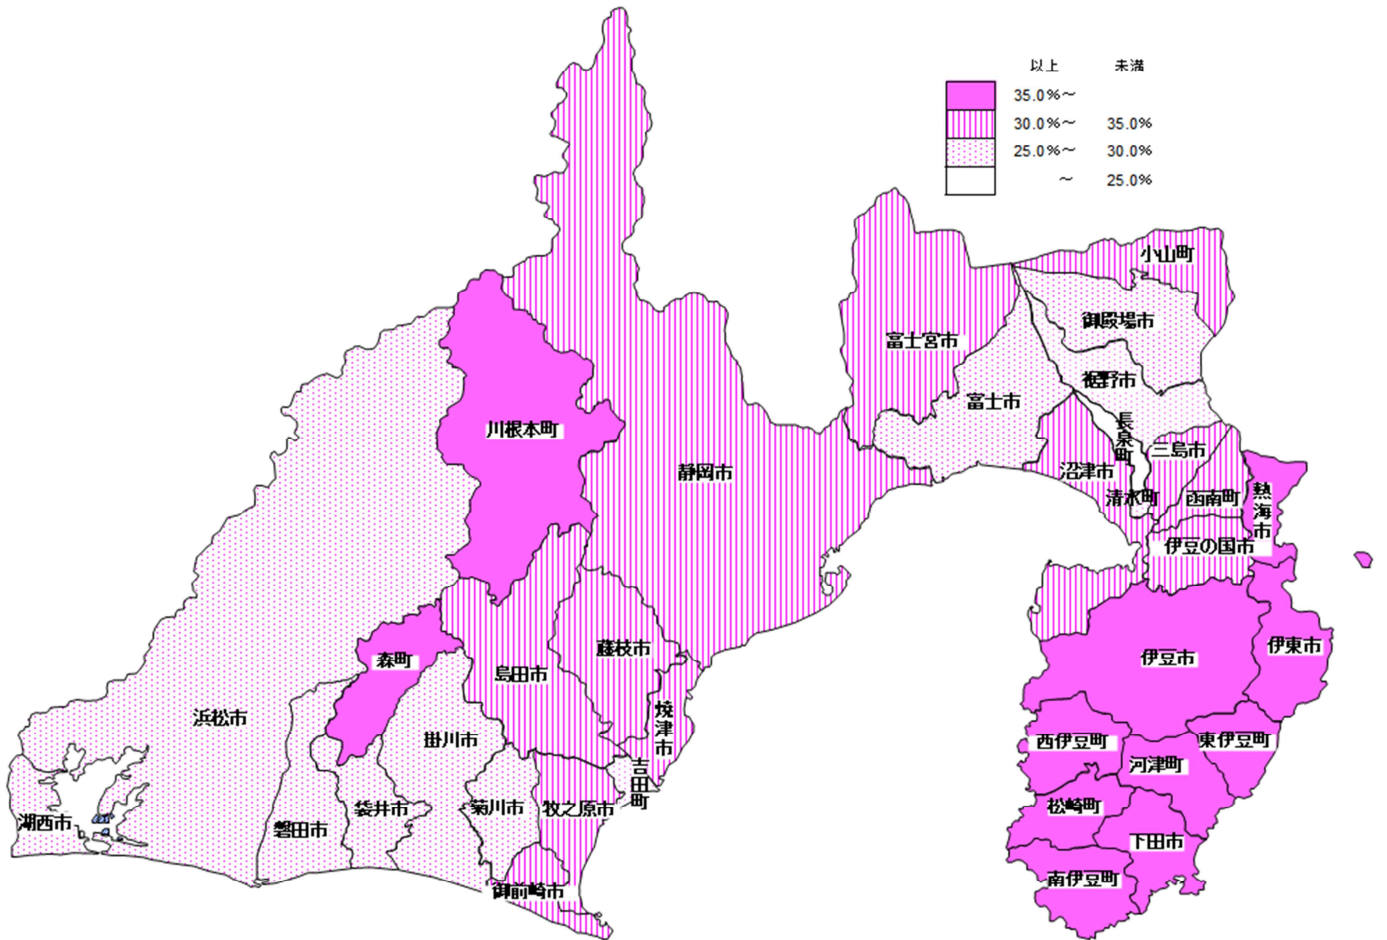 以上 未満
35.0%～
30.0%～ 35.0%
25.0%～ 30.0%
～ 25.0%
小山町
御殿場市
富士宮市
裾野市
富士市
長泉町
川根本町
三島市
静岡市
沼津市
清水町
函南町
熱海市
伊豆の国市
藤枝市
伊東市
森町
島田市
伊豆市
浜松市
焼津市
掛川市
西伊豆町
東伊豆町
河津町
吉田町
袋井市
菊川市
牧之原市
松崎町
湖西市
磐田市
下田市
御前崎市
南伊豆町